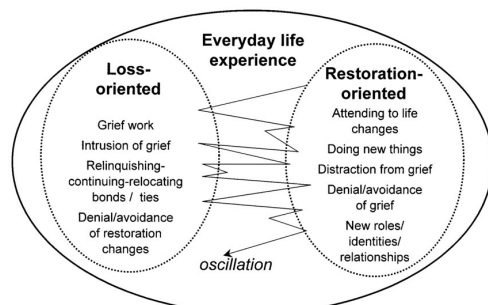 Everyday life
experience
Loss-
oriented
Grief work
Intrusion of grief
Relinquishing-
continuing-relocating
bonds / ties
Denial/avoidance
of restoration
changes
Restoration-
oriented
Attending to life
changes
Doing new things
Distraction from grief
Denial/avoidance
of grief
New roles/
identities/
relationships
oscillation